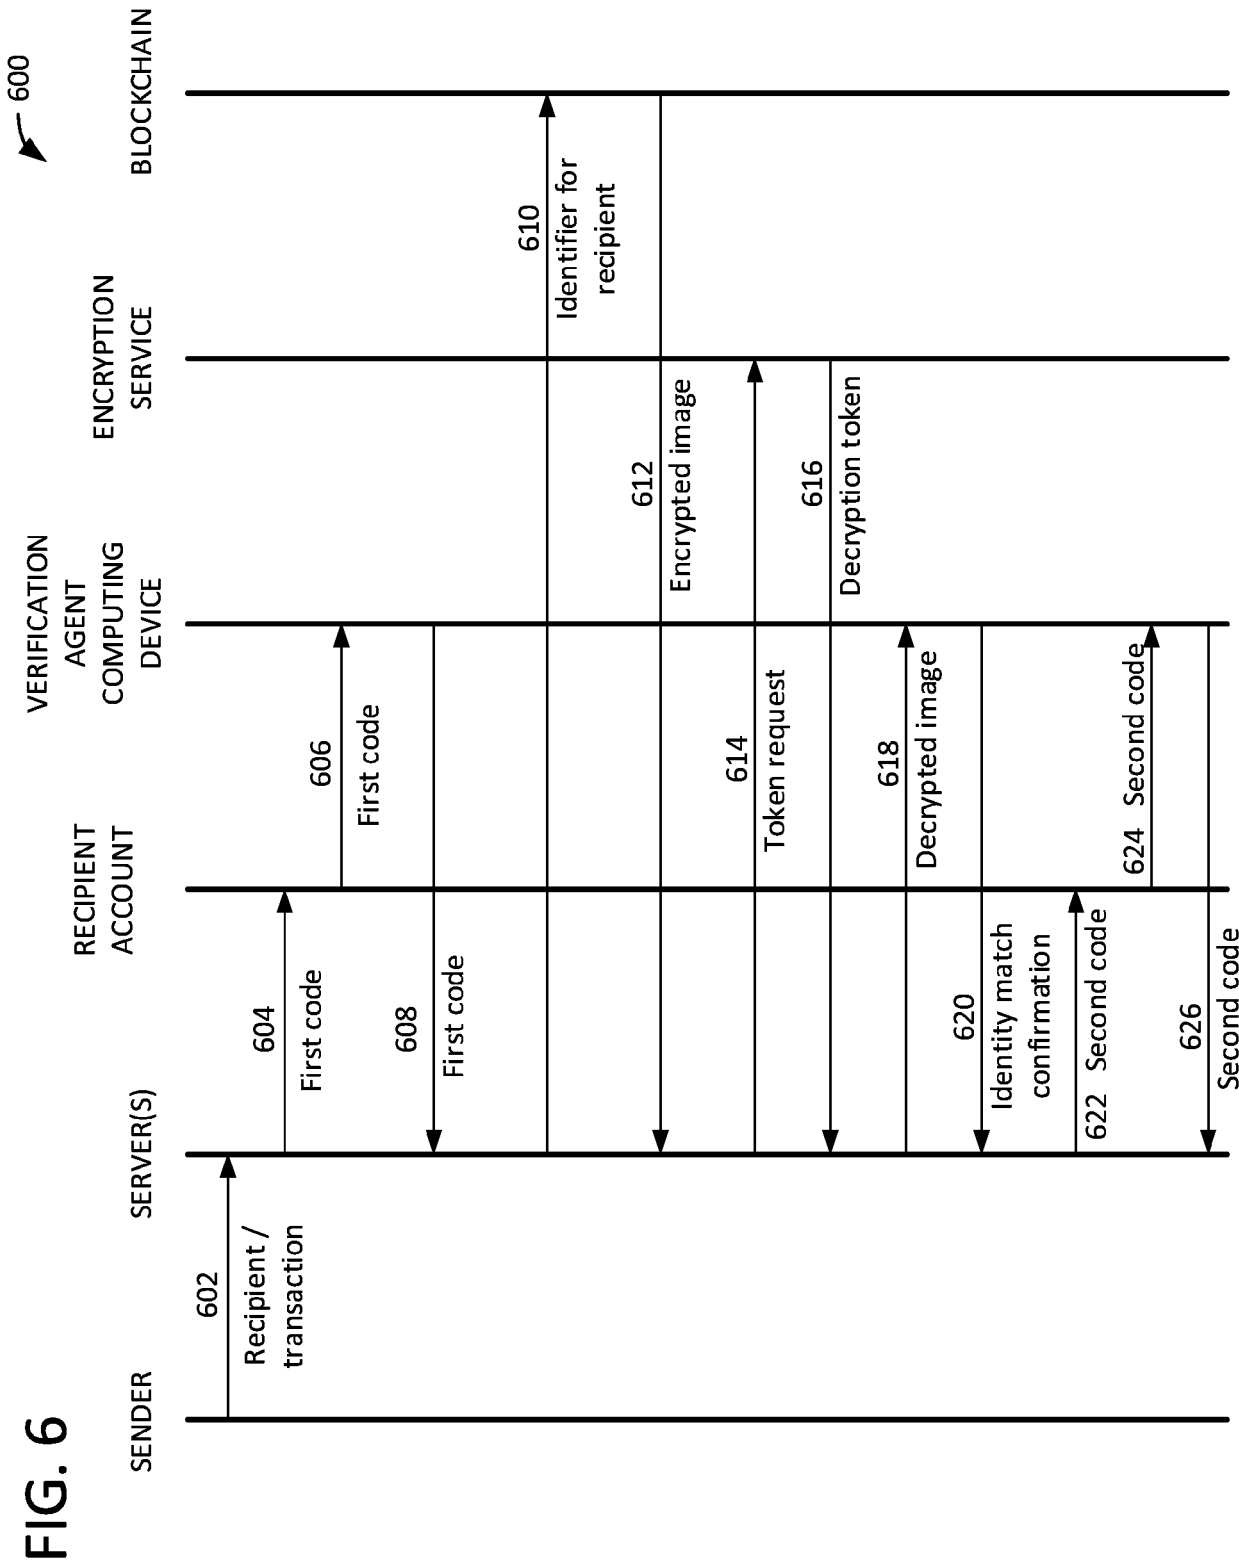 FIG. 6
600
SENDER
SERVER(S)
RECIPIENT
ACCOUNT
VERIFICATION
AGENT
COMPUTING
DEVICE
ENCRYPTION
SERVICE
BLOCKCHAIN
602
Recipient /
transaction
604
First code
606
First code
608
First code
610
Identifier for
recipient
612
Encrypted image
614
Token request
616
Decryption token
618
Decrypted image
620
Identity match
confirmation
622 Second code
624 Second code
626
Second code